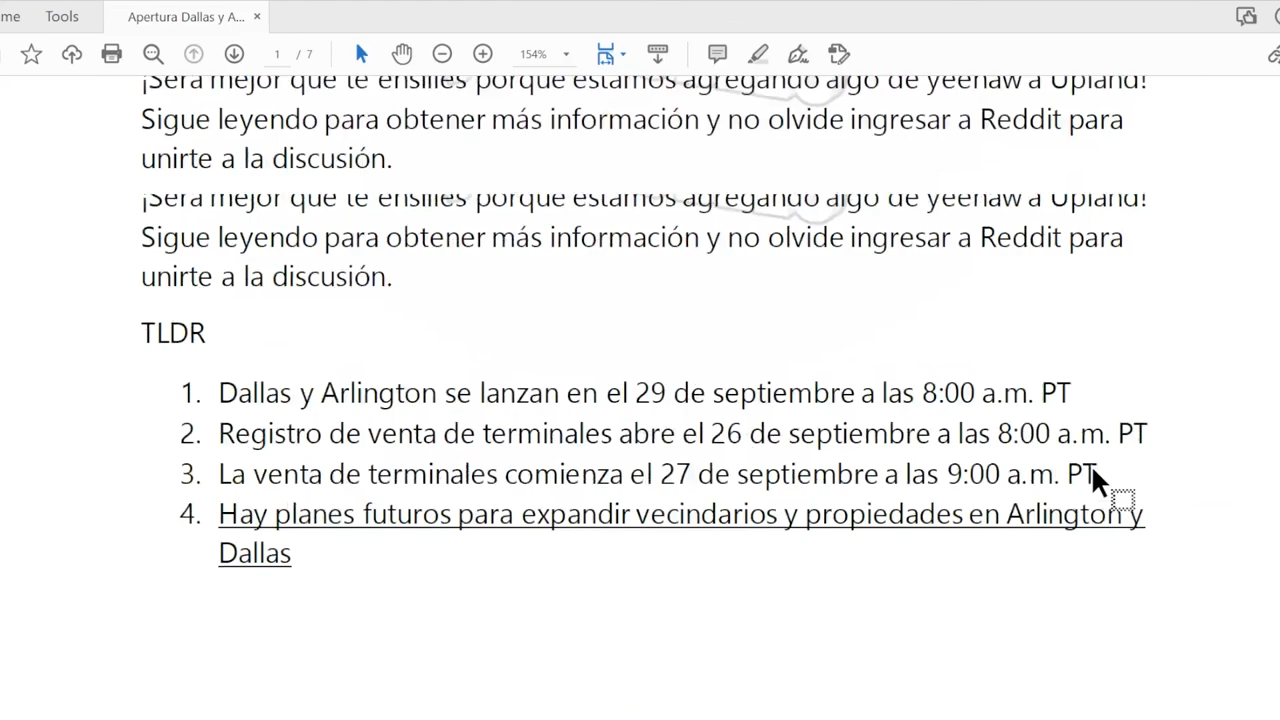 me Tools Apertura Dallas y A... ×
1 / 7 154%
¡Será mejor que te ensilles porque estamos agregando algo de yeehaw a Upland!
Sigue leyendo para obtener más información y no olvide ingresar a Reddit para
unirte a la discusión.
¡Será mejor que te ensilles porque estamos agregando algo de yeehaw a Upland!
Sigue leyendo para obtener más información y no olvide ingresar a Reddit para
unirte a la discusión.
TLDR
1. Dallas y Arlington se lanzan en el 29 de septiembre a las 8:00 a.m. PT
2. Registro de venta de terminales abre el 26 de septiembre a las 8:00 a.m. PT
3. La venta de terminales comienza el 27 de septiembre a las 9:00 a.m. PT
4. Hay planes futuros para expandir vecindarios y propiedades en Arlington y
Dallas